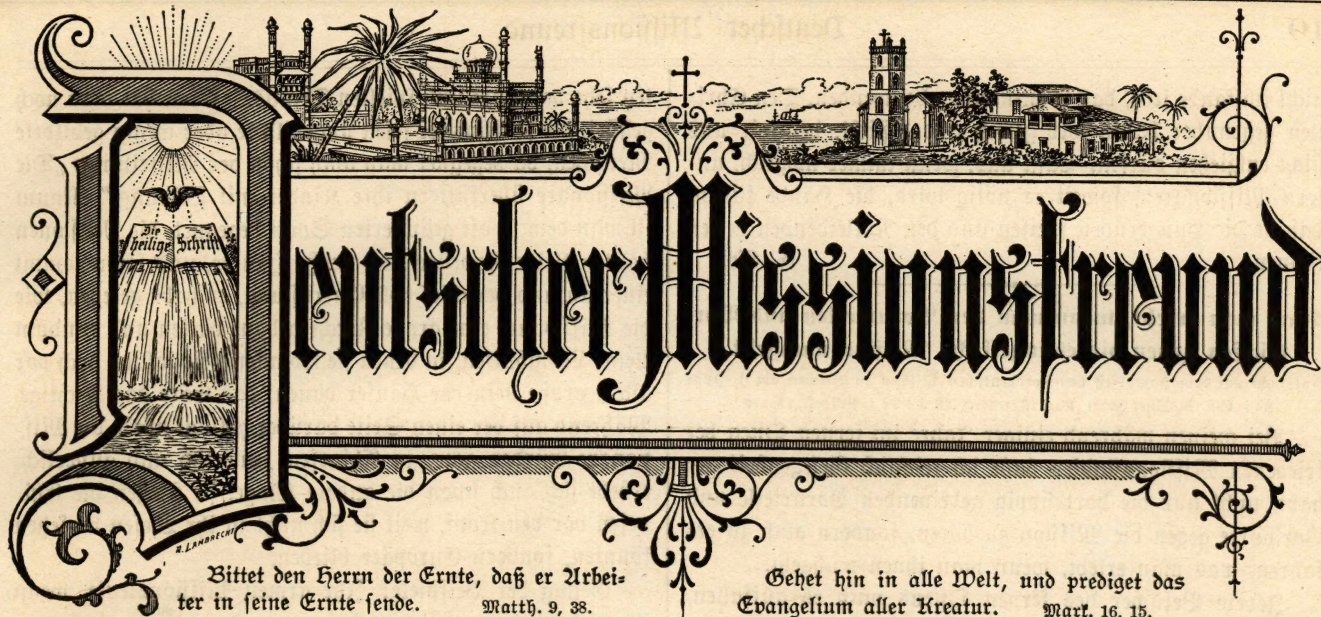 Deutscher Missionsfreund
Die heilige Schrift
R. LAMBRECHT
Bittet den Herrn der Ernte, daß er Arbei-
ter in seine Ernte sende. Matth. 9, 38.
Gehet hin in alle Welt, und prediget das
Evangelium aller Kreatur. Mark. 16, 15.